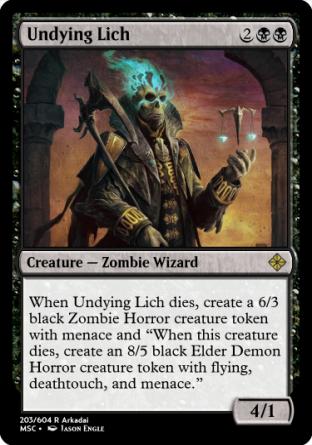 Undying Lich 2
Creature — Zombie Wizard
When Undying Lich dies, create a 6/3
black Zombie Horror creature token
with menace and “When this creature
dies, create an 8/5 black Elder Demon
Horror creature token with flying,
deathtouch, and menace.”
4/1
203/604 R Arkadai
MSC • Jason Engle